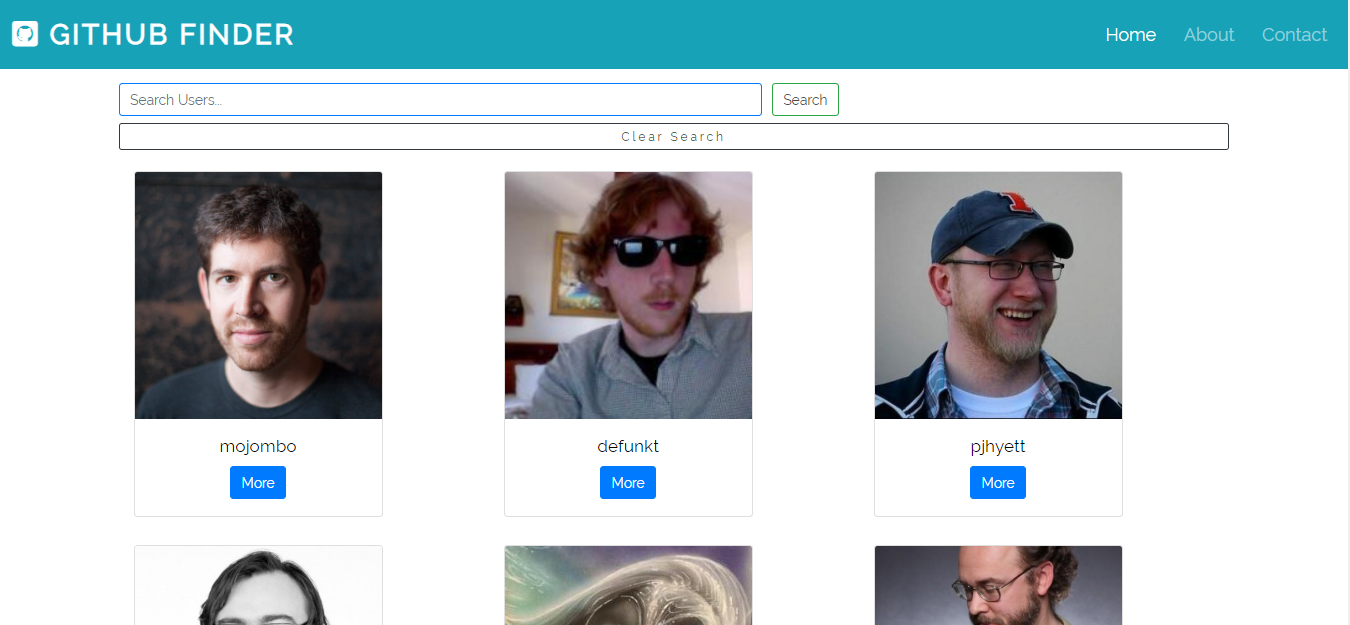 GITHUB FINDER
Home About Contact
Search Users...
Search
Clear Search
mojombo
defunkt
pjhyett
More
More
More